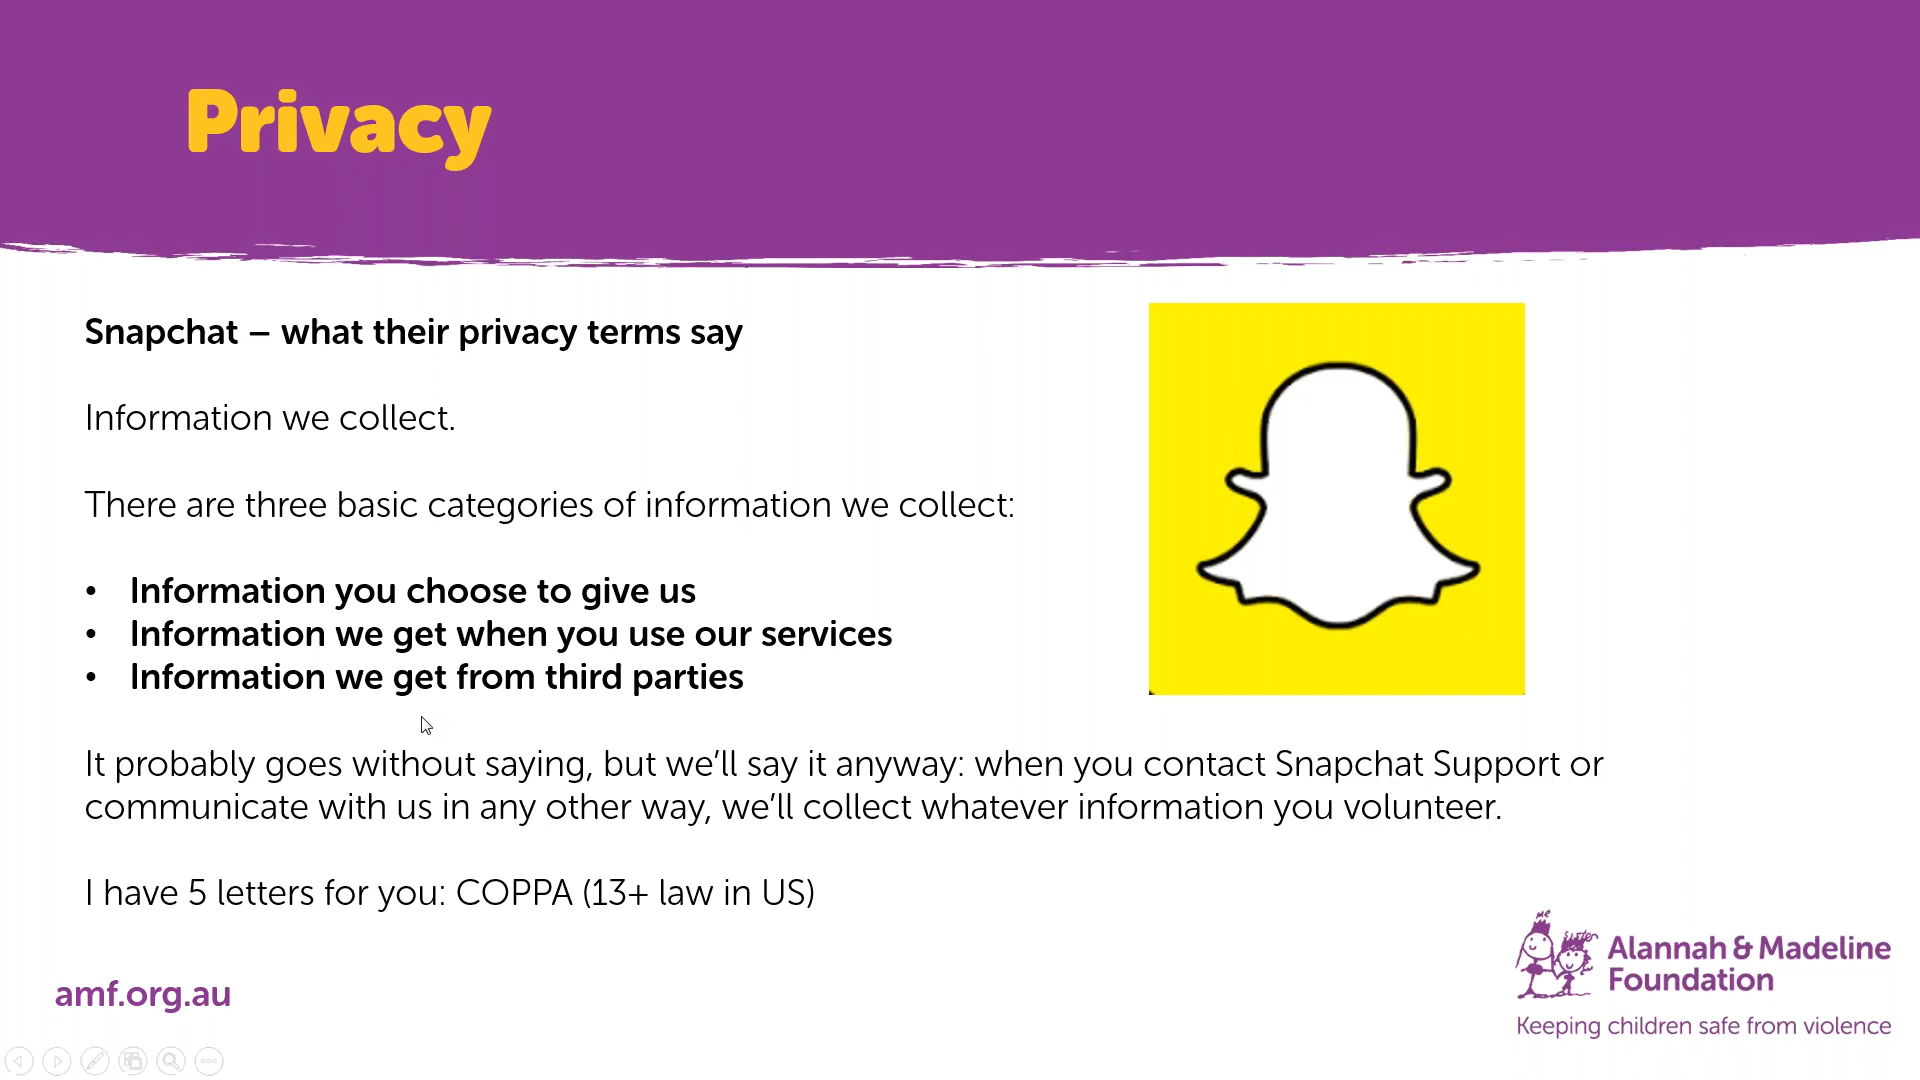 Privacy
Snapchat – what their privacy terms say
Information we collect.
There are three basic categories of information we collect:
• Information you choose to give us
• Information we get when you use our services
• Information we get from third parties
It probably goes without saying, but we’ll say it anyway: when you contact Snapchat Support or
communicate with us in any other way, we’ll collect whatever information you volunteer.
I have 5 letters for you: COPPA (13+ law in US)
amf.org.au
me
sister
Alannah & Madeline
Foundation
Keeping children safe from violence